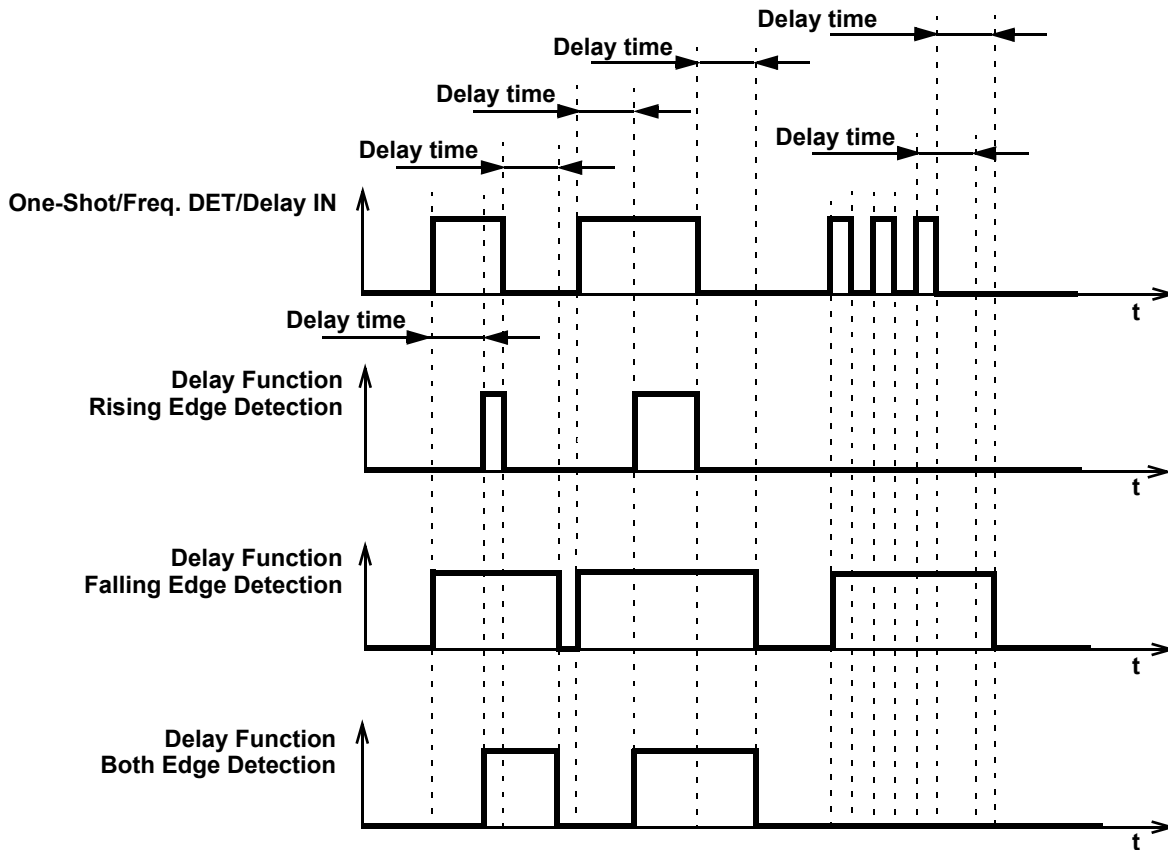 Delay time
Delay time
Delay time
Delay time
Delay time
One-Shot/Freq. DET/Delay IN
t
Delay time
Delay Function
Rising Edge Detection
t
Delay Function
Falling Edge Detection
t
Delay Function
Both Edge Detection
t